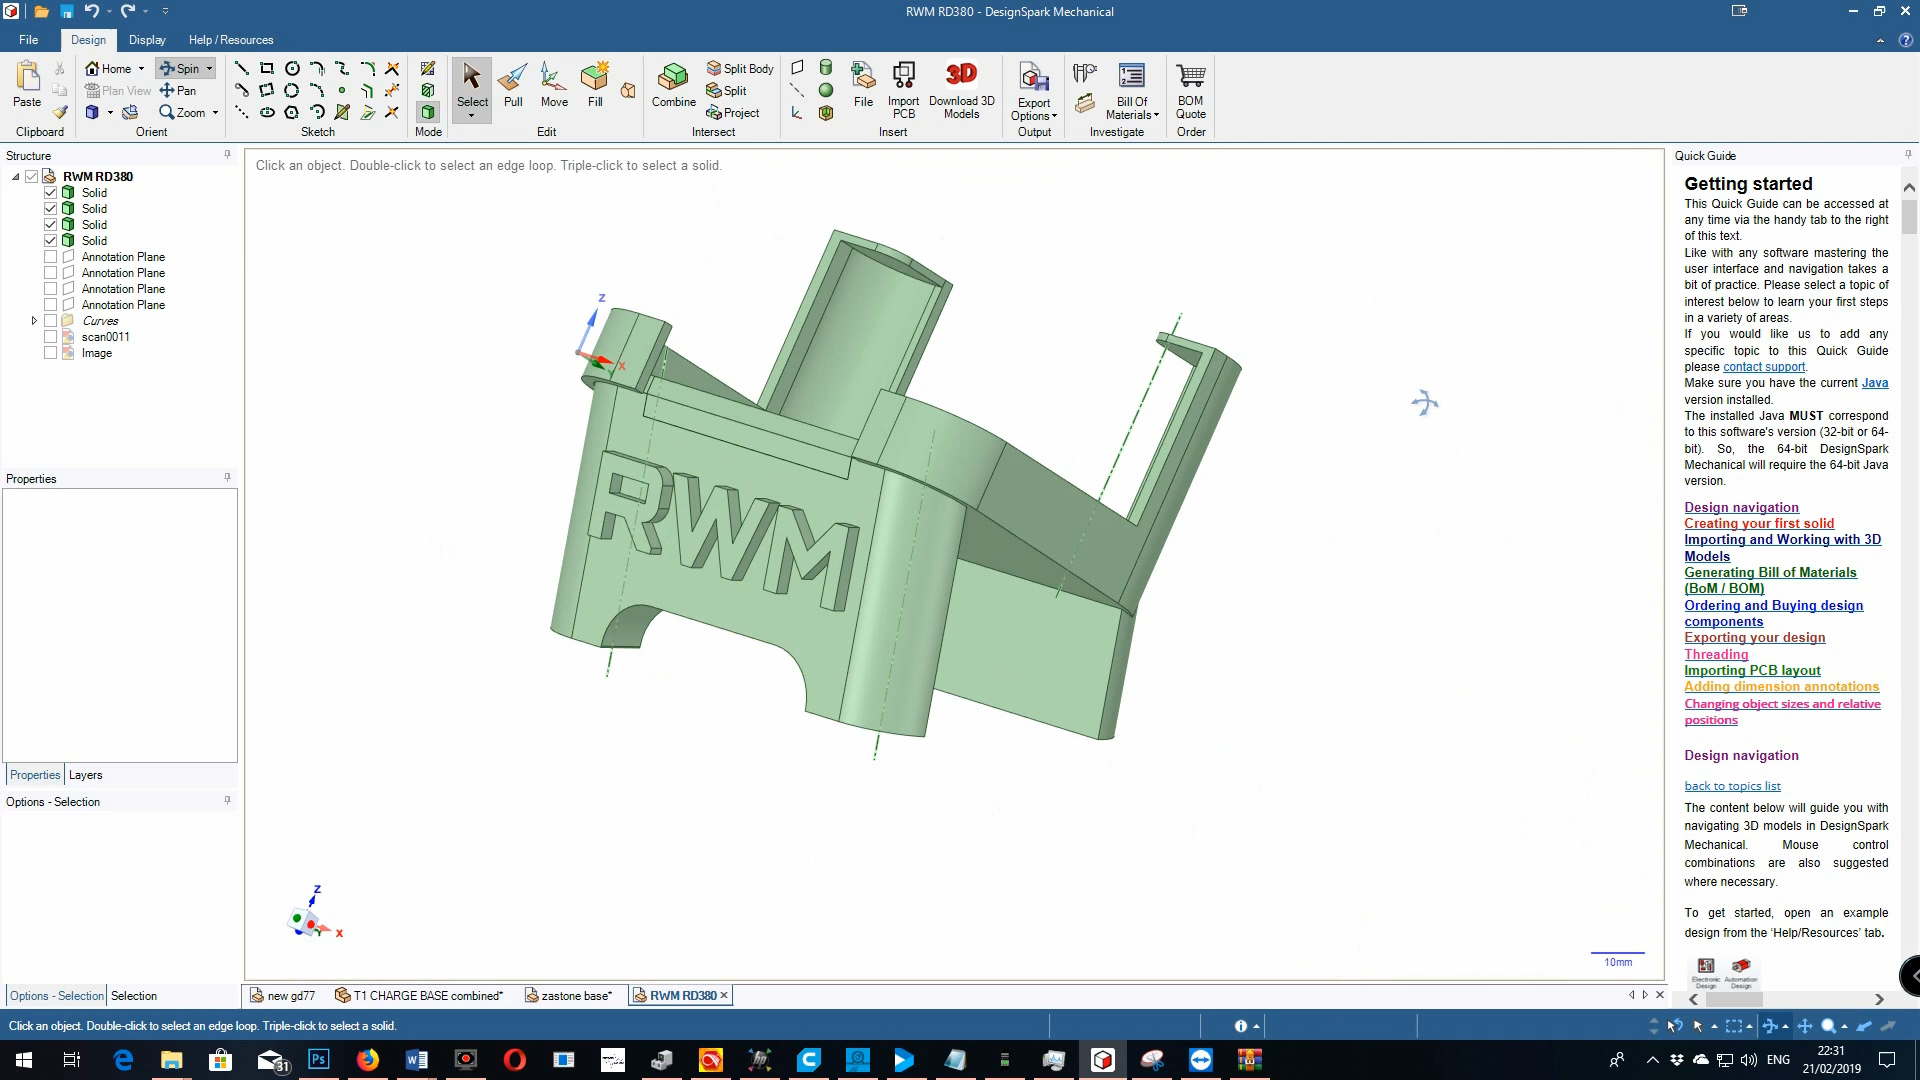 RWM RD380 - DesignSpark Mechanical
File Design Display Help / Resources
Paste
Clipboard
Home Spin
Plan View Pan
Zoom
Orient
Sketch
Mode
Select Pull Move Fill
Edit
Combine
Split Body
Split
Project
Intersect
File
Import PCB
Download 3D Models
3D
Insert
Export Options
Output
Bill Of Materials
Investigate
BOM Quote
Order
Structure
RWM RD380
Solid
Solid
Solid
Solid
Annotation Plane
Annotation Plane
Annotation Plane
Annotation Plane
Curves
scan0011
Image
Properties
Properties Layers
Options - Selection
Options - Selection Selection
Click an object. Double-click to select an edge loop. Triple-click to select a solid.
z
x
RWM
z
x
10mm
new gd77 T1 CHARGE BASE combined* zastone base* RWM RD380
Quick Guide
Getting started
This Quick Guide can be accessed at
any time via the handy tab to the right
of this text.
Like with any software mastering the
user interface and navigation takes a
bit of practice. Please select a topic of
interest below to learn your first steps
in a variety of areas.
If you would like us to add any
specific topic to this Quick Guide
please contact support.
Make sure you have the current Java
version installed.
The installed Java MUST correspond
to this software's version (32-bit or 64-
bit). So, the 64-bit DesignSpark
Mechanical will require the 64-bit Java
version.
Design navigation
Creating your first solid
Importing and Working with 3D
Models
Generating Bill of Materials
(BoM / BOM)
Ordering and Buying design
components
Exporting your design
Threading
Importing PCB layout
Adding dimension annotations
Changing object sizes and relative
positions
Design navigation
back to topics list
The content below will guide you with
navigating 3D models in DesignSpark
Mechanical. Mouse control
combinations are also suggested
where necessary.
To get started, open an example
design from the 'Help/Resources' tab.
Electronic Design Automation Design
Click an object. Double-click to select an edge loop. Triple-click to select a solid.
31
Ps
ENG
22:31
21/02/2019